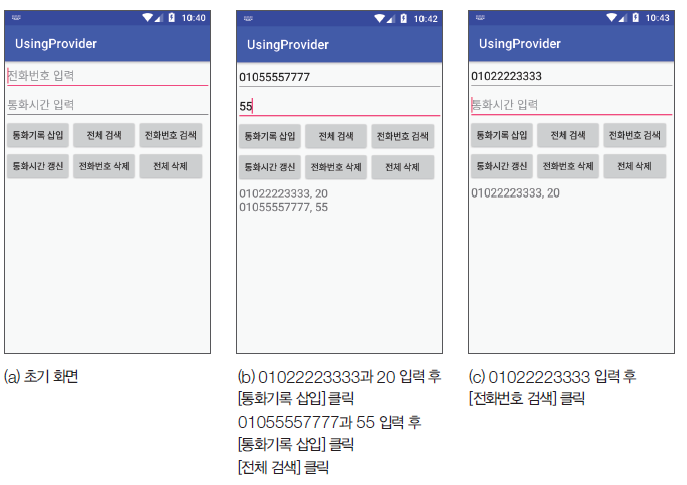 10:40
UsingProvider
전화번호 입력
통화시간 입력
통화기록 삽입 전체 검색 전화번호 검색
통화시간 갱신 전화번호 삭제 전체 삭제
(a) 초기 화면
10:42
UsingProvider
01055557777
55
통화기록 삽입 전체 검색 전화번호 검색
통화시간 갱신 전화번호 삭제 전체 삭제
01022223333, 20
01055557777, 55
(b) 01022223333과 20 입력 후
[통화기록 삽입] 클릭
01055557777과 55 입력 후
[통화기록 삽입] 클릭
[전체 검색] 클릭
10:43
UsingProvider
01022223333
통화시간 입력
통화기록 삽입 전체 검색 전화번호 검색
통화시간 갱신 전화번호 삭제 전체 삭제
01022223333, 20
(c) 01022223333 입력 후
[전화번호 검색] 클릭